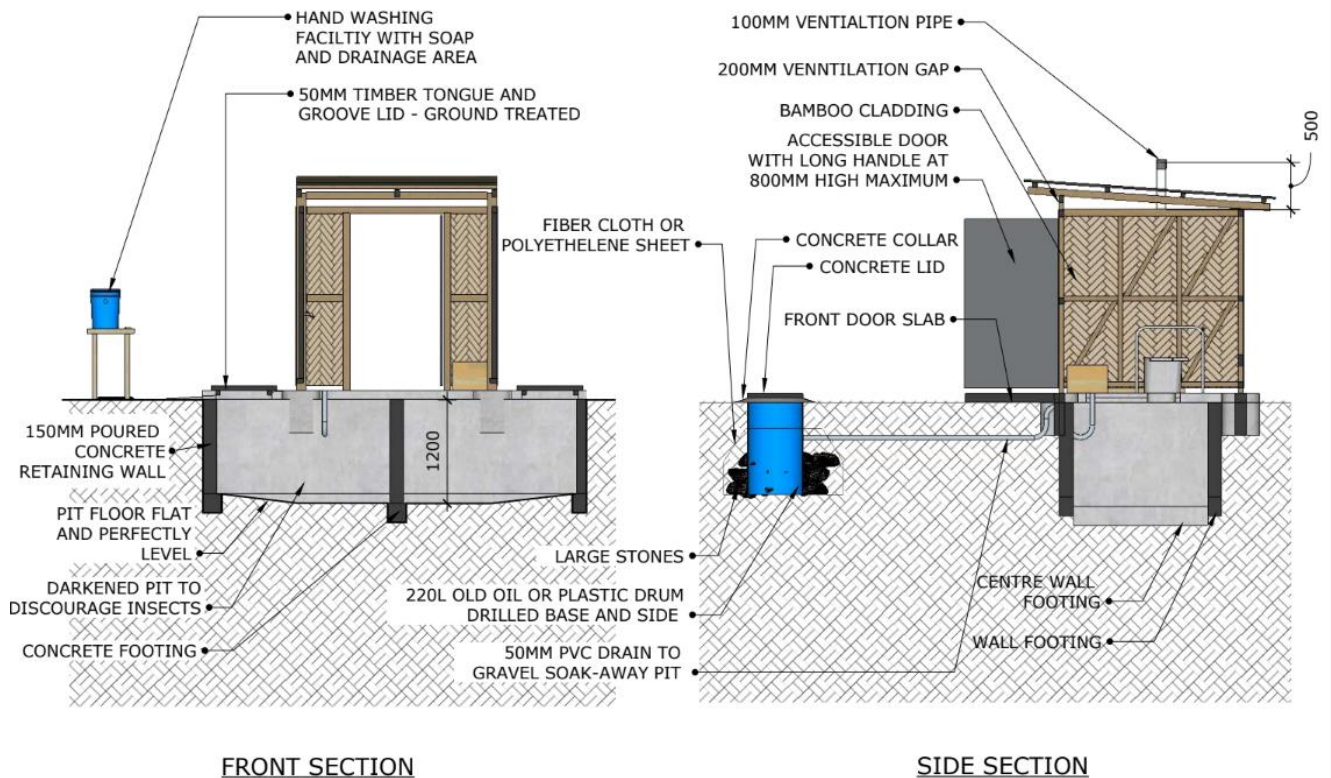 HAND WASHING
FACILTIY WITH SOAP
AND DRAINAGE AREA
50MM TIMBER TONGUE AND
GROOVE LID - GROUND TREATED
150MM POURED
CONCRETE
RETAINING WALL
1200
PIT FLOOR FLAT
AND PERFECTLY
LEVEL
DARKENED PIT TO
DISCOURAGE INSECTS
CONCRETE FOOTING
FRONT SECTION
100MM VENTIALTION PIPE
200MM VENNTILATION GAP
BAMBOO CLADDING
ACCESSIBLE DOOR
WITH LONG HANDLE AT
800MM HIGH MAXIMUM
500
FIBER CLOTH OR
POLYETHELENE SHEET
CONCRETE COLLAR
CONCRETE LID
FRONT DOOR SLAB
LARGE STONES
220L OLD OIL OR PLASTIC DRUM
DRILLED BASE AND SIDE
50MM PVC DRAIN TO
GRAVEL SOAK-AWAY PIT
CENTRE WALL
FOOTING
WALL FOOTING
SIDE SECTION